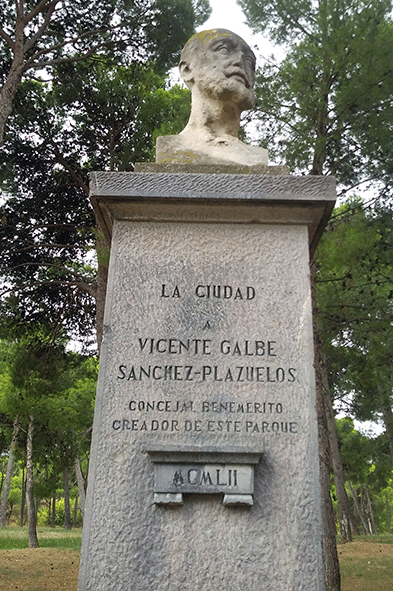 LA CIUDAD
A
VICENTE GALBE
SANCHEZ-PLAZUELOS
CONCEJAL BENEMERITO
CREADOR DE ESTE PARQUE
MCMLII